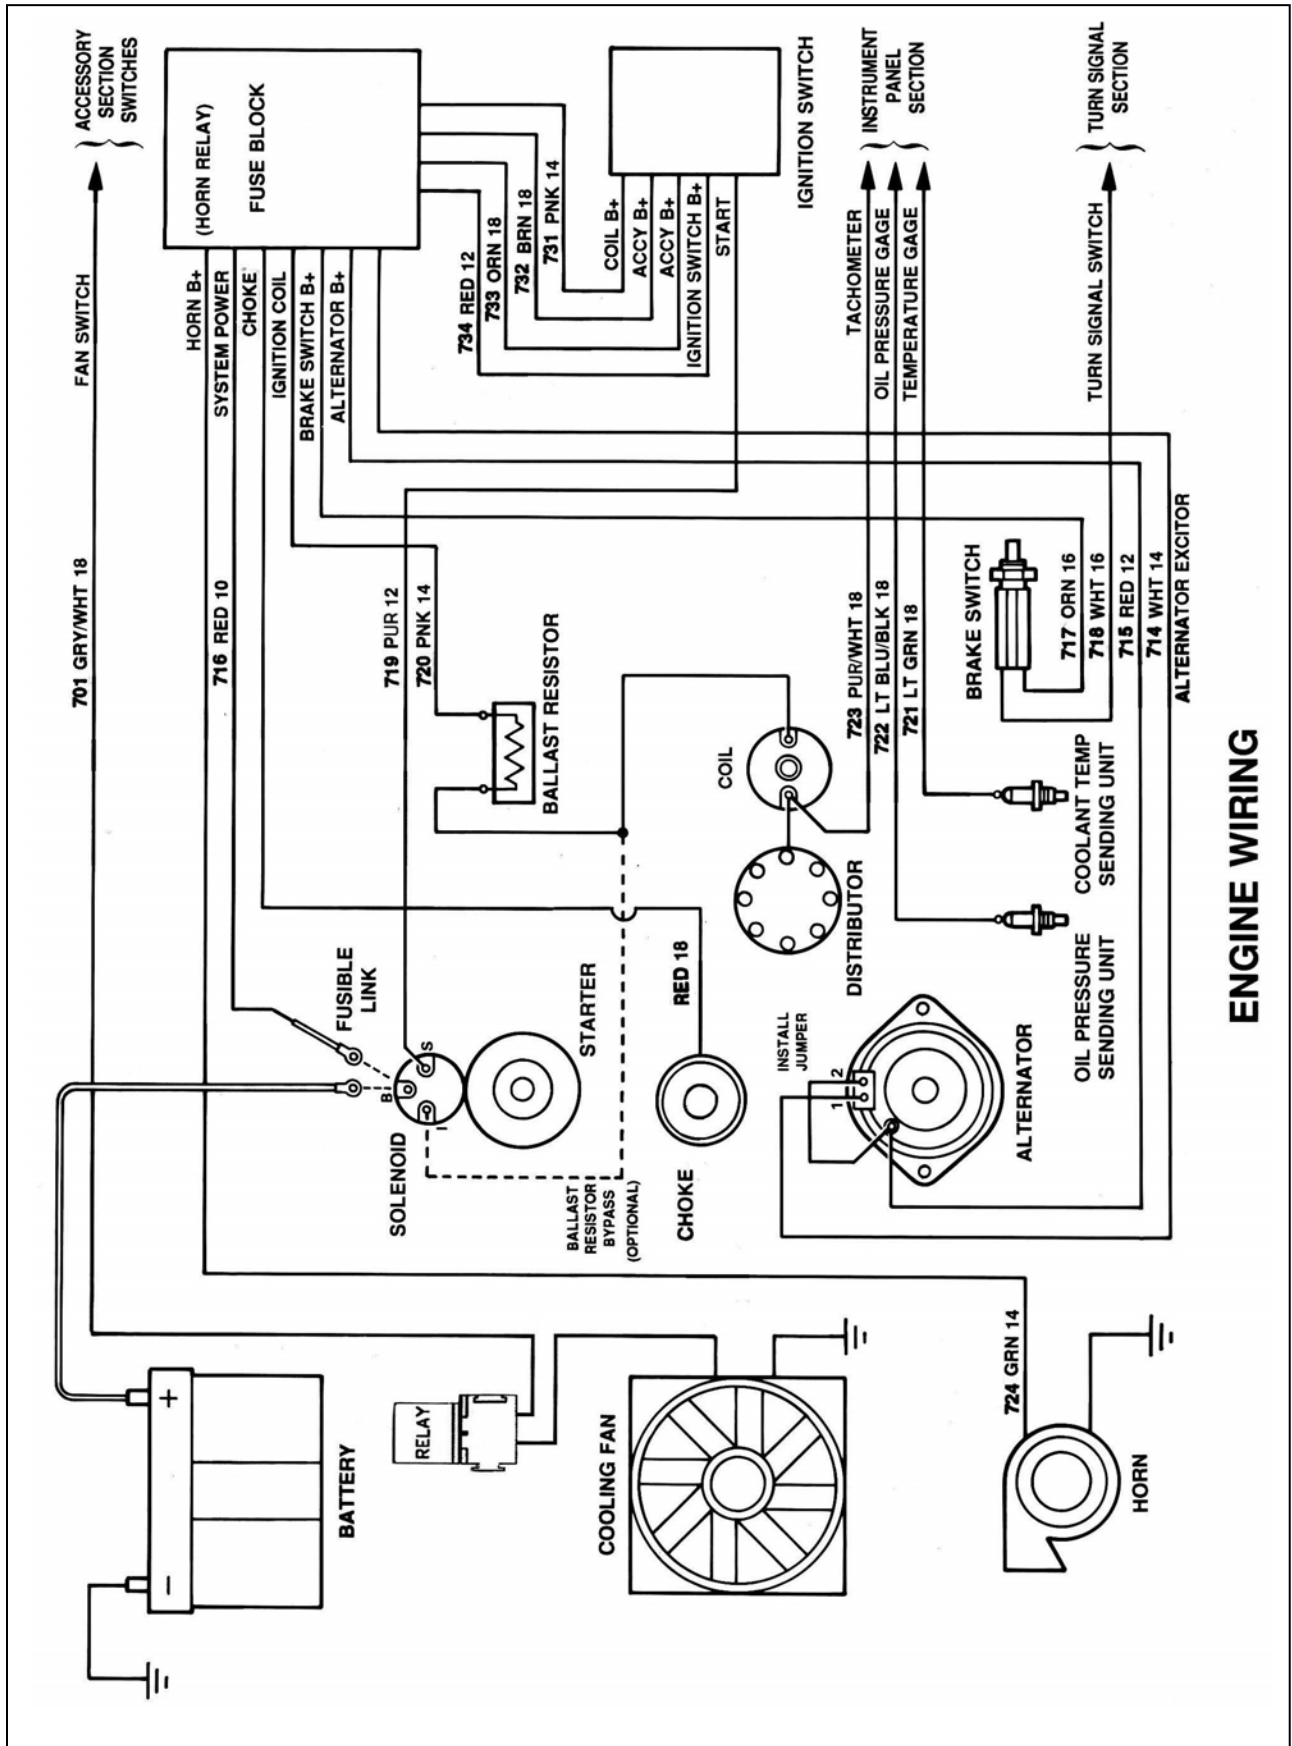 ACCESSORY
SECTION
SWITCHES
FAN SWITCH
701 GRY/WHT 18
(HORN RELAY)
FUSE BLOCK
HORN B+
SYSTEM POWER
CHOKE
IGNITION COIL
BRAKE SWITCH B+
ALTERNATOR B+
734 RED 12
733 ORN 18
732 BRN 18
731 PNK 14
COIL B+
ACCY B+
ACCY B+
IGNITION SWITCH B+
START
IGNITION SWITCH
INSTRUMENT
PANEL
SECTION
TACHOMETER
OIL PRESSURE GAGE
TEMPERATURE GAGE
TURN SIGNAL
SECTION
TURN SIGNAL SWITCH
716 RED 10
719 PUR 12
720 PNK 14
BALLAST RESISTOR
COIL
723 PUR/WHT 18
722 LT BLU/BLK 18
721 LT GRN 18
BRAKE SWITCH
717 ORN 16
718 WHT 16
715 RED 12
714 WHT 14
ALTERNATOR EXCITOR
FUSIBLE
LINK
S
B
I
SOLENOID
STARTER
BALLAST
RESISTOR
BYPASS
(OPTIONAL)
RED 18
CHOKE
DISTRIBUTOR
INSTALL
JUMPER
1 2
ALTERNATOR
COOLANT TEMP
SENDING UNIT
OIL PRESSURE
SENDING UNIT
− +
BATTERY
RELAY
COOLING FAN
724 GRN 14
HORN
ENGINE WIRING